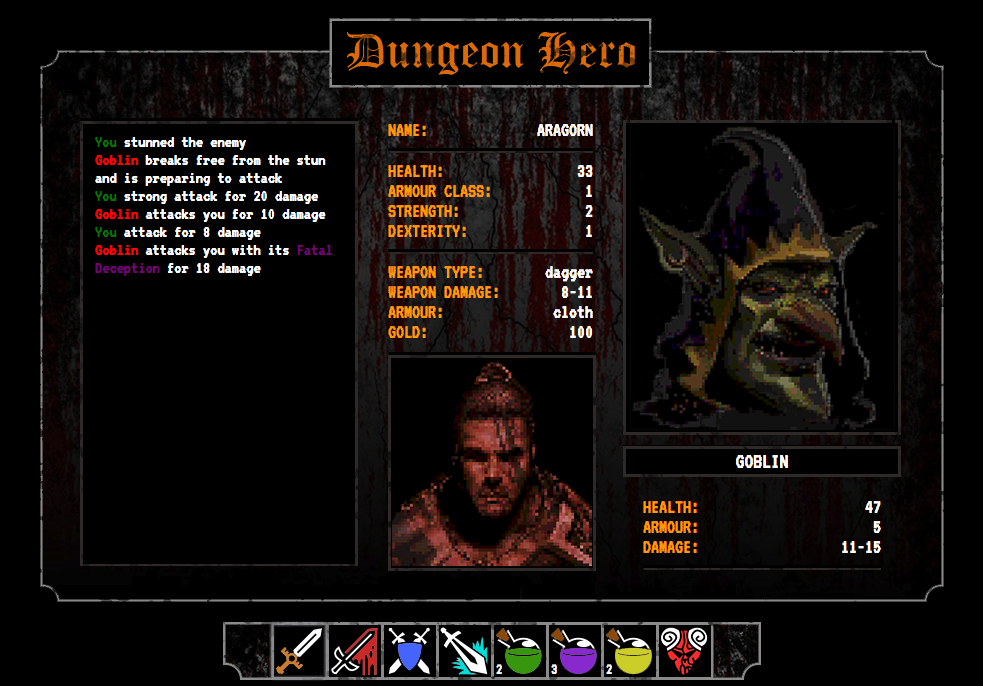 Dungeon Hero
You stunned the enemy
Goblin breaks free from the stun
and is preparing to attack
You strong attack for 20 damage
Goblin attacks you for 10 damage
You attack for 8 damage
Goblin attacks you with its Fatal
Deception for 18 damage
NAME: ARAGORN
HEALTH: 33
ARMOUR CLASS: 1
STRENGTH: 2
DEXTERITY: 1
WEAPON TYPE: dagger
WEAPON DAMAGE: 8-11
ARMOUR: cloth
GOLD: 100
GOBLIN
HEALTH: 47
ARMOUR: 5
DAMAGE: 11-15
2 3 2